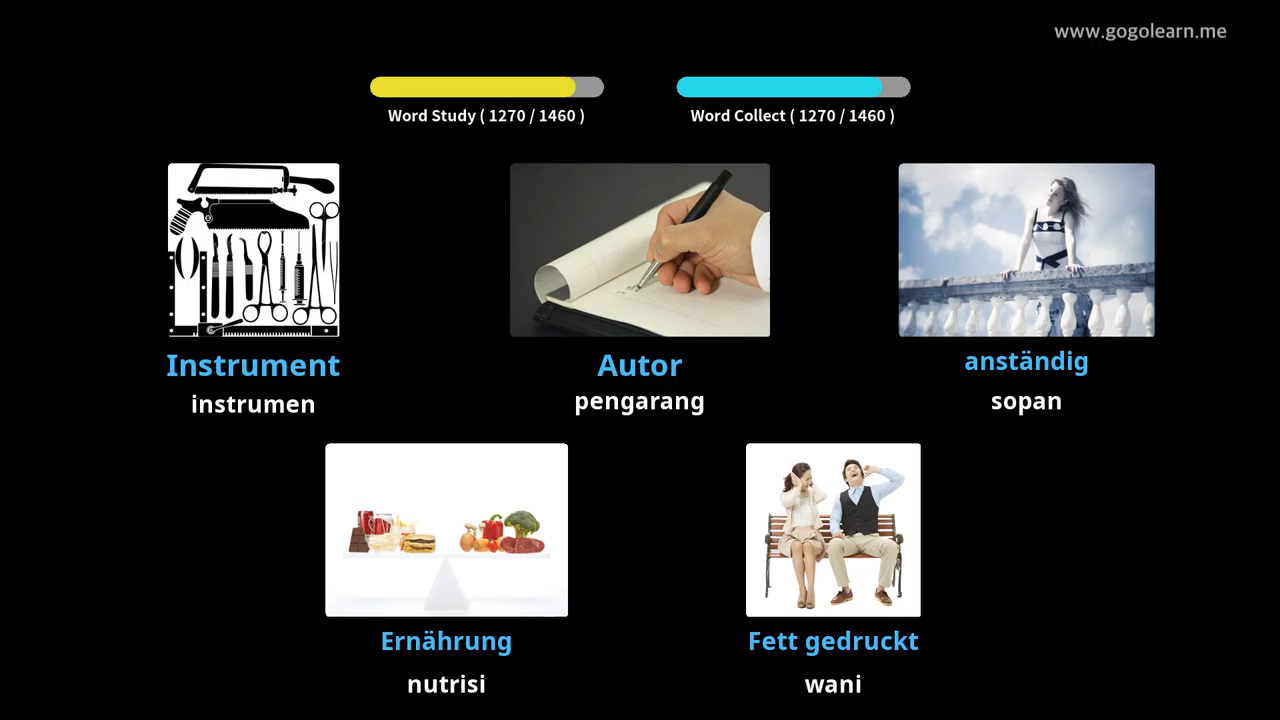 www.gogolearn.me
Word Study ( 1270 / 1460 )
Word Collect ( 1270 / 1460 )
Instrument
instrumen
Autor
pengarang
anständig
sopan
Ernährung
nutrisi
Fett gedruckt
wani